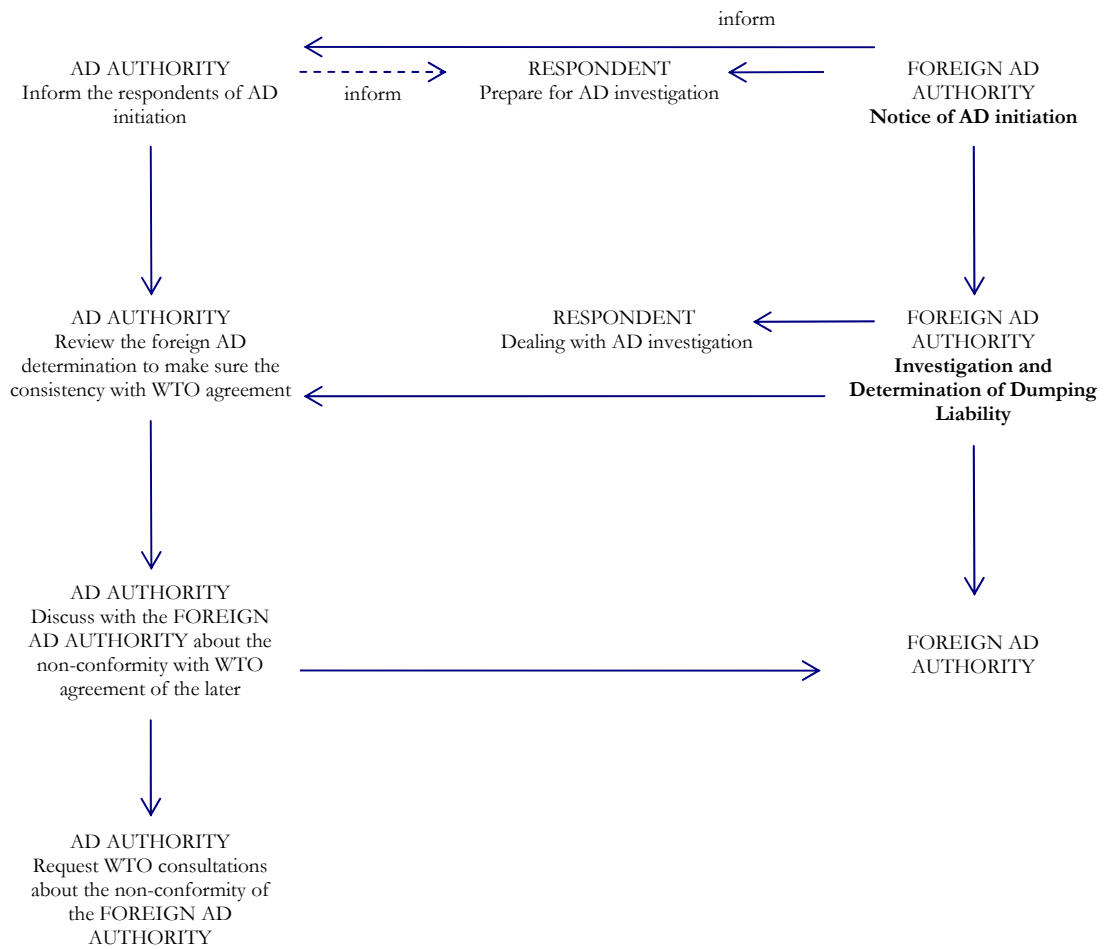 inform
AD AUTHORITY
Inform the respondents of AD
initiation
inform
RESPONDENT
Prepare for AD investigation
FOREIGN AD
AUTHORITY
Notice of AD initiation
AD AUTHORITY
Review the foreign AD
determination to make sure the
consistency with WTO agreement
RESPONDENT
Dealing with AD investigation
FOREIGN AD
AUTHORITY
Investigation and
Determination of Dumping
Liability
AD AUTHORITY
Discuss with the FOREIGN
AD AUTHORITY about the
non-conformity with WTO
agreement of the later
FOREIGN AD
AUTHORITY
AD AUTHORITY
Request WTO consultations
about the non-conformity of
the FOREIGN AD
AUTHORITY